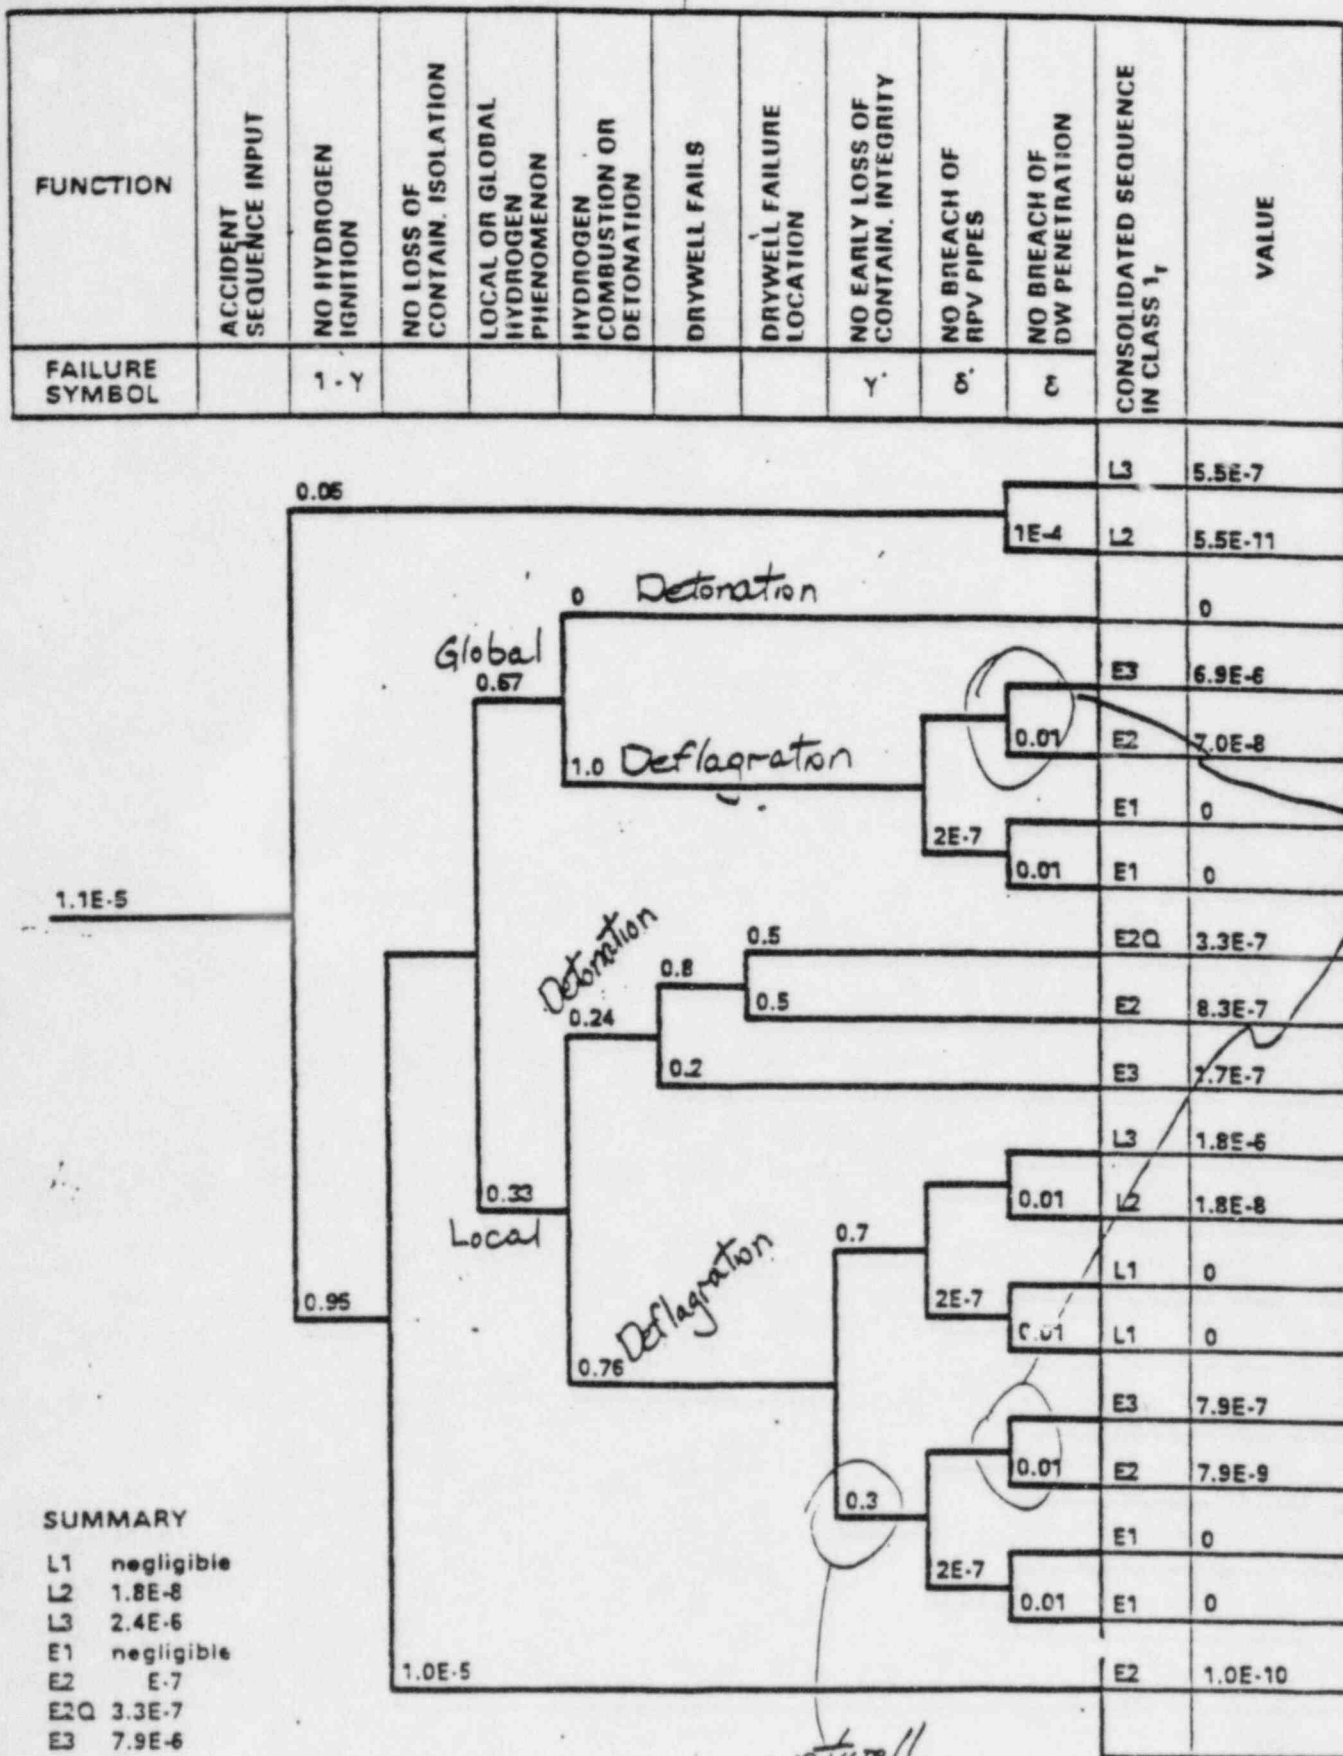 FUNCTION
ACCIDENT
SEQUENCE INPUT
NO HYDROGEN
IGNITION
NO LOSS OF
CONTAIN. ISOLATION
LOCAL OR GLOBAL
HYDROGEN
PHENOMENON
HYDROGEN
COMBUSTION OR
DETONATION
DRYWELL FAILS
DRYWELL FAILURE
LOCATION
NO EARLY LOSS OF
CONTAIN. INTEGRITY
NO BREACH OF
RPV PIPES
NO BREACH OF
DW PENETRATION
CONSOLIDATED SEQUENCE
IN CLASS 1T
VALUE
FAILURE
SYMBOL
1 - γ
γ'
δ'
L3 5.5E-7
0.05
1E-4 L2 5.5E-11
0 Detonation 0
Global
0.67
E3 6.9E-6
0.01 E2 7.0E-8
1.0 Deflagration
E1 0
2E-7
0.01 E1 0
1.1E-5
Detonation
0.5 E2Q 3.3E-7
0.8
0.5 E2 8.3E-7
0.24
0.2 E3 1.7E-7
L3 1.8E-6
0.33
0.01 L2 1.8E-8
Local
0.7
Deflagration
L1 0
0.95
2E-7
0.01 L1 0
0.76
E3 7.9E-7
0.01 E2 7.9E-9
0.3
E1 0
2E-7
0.01 E1 0
1.0E-5 E2 1.0E-10
SUMMARY
L1 negligible
L2 1.8E-8
L3 2.4E-6
E1 negligible
E2 E-7
E2Q 3.3E-7
E3 7.9E-6